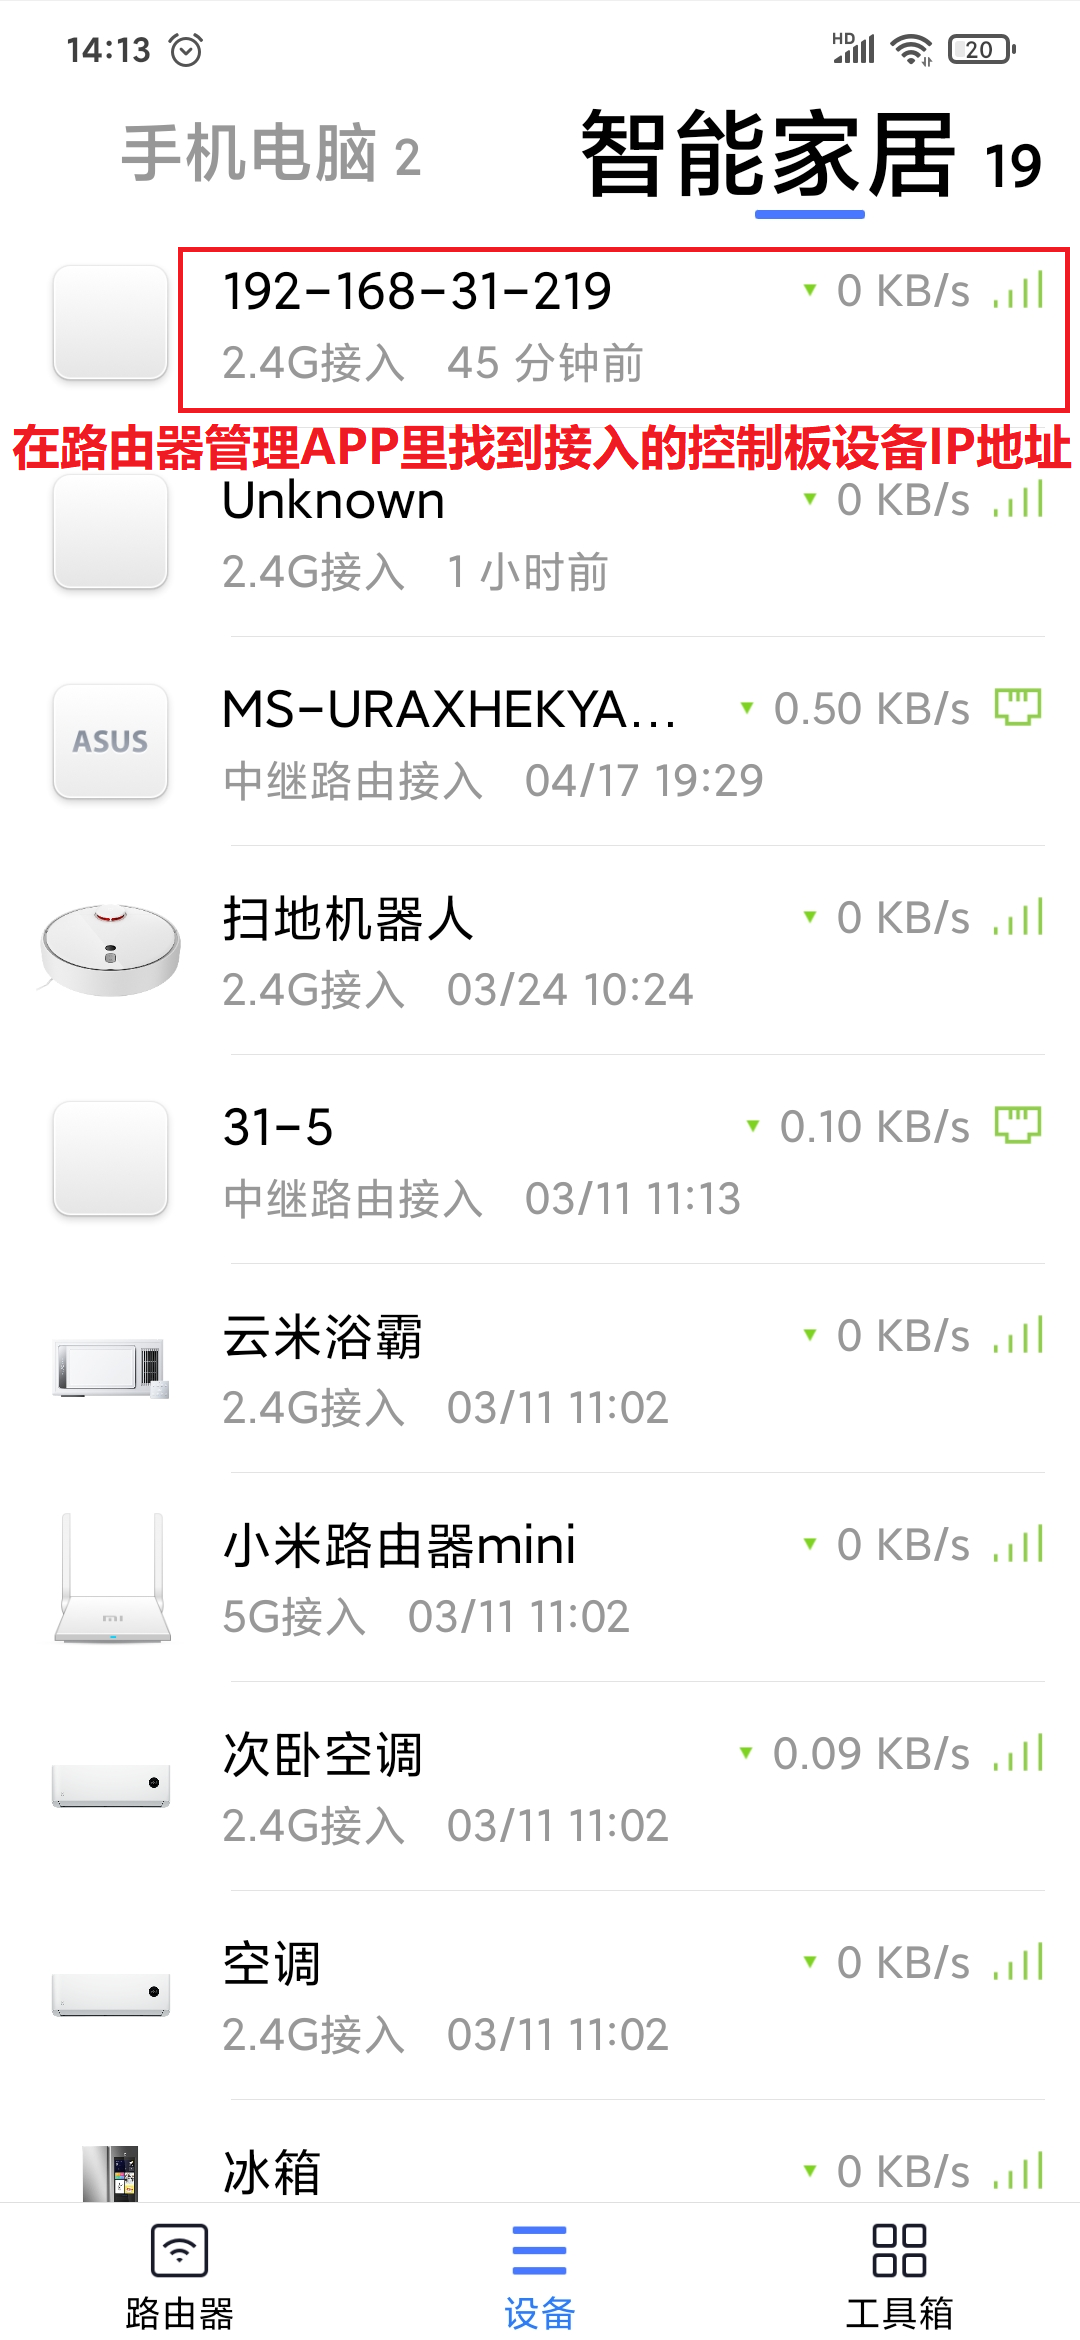 14:13 HD 20
手机电脑 2 智能家居 19
192-168-31-219 0 KB/s
2.4G接入 45 分钟前
在路由器管理APP里找到接入的控制板设备IP地址
Unknown 0 KB/s
2.4G接入 1 小时前
ASUS
MS-URAXHEKYA... 0.50 KB/s
中继路由接入 04/17 19:29
扫地机器人 0 KB/s
2.4G接入 03/24 10:24
31-5 0.10 KB/s
中继路由接入 03/11 11:13
云米浴霸 0 KB/s
2.4G接入 03/11 11:02
小米路由器mini 0 KB/s
5G接入 03/11 11:02
次卧空调 0.09 KB/s
2.4G接入 03/11 11:02
空调 0 KB/s
2.4G接入 03/11 11:02
冰箱 0 KB/s
路由器 设备 工具箱